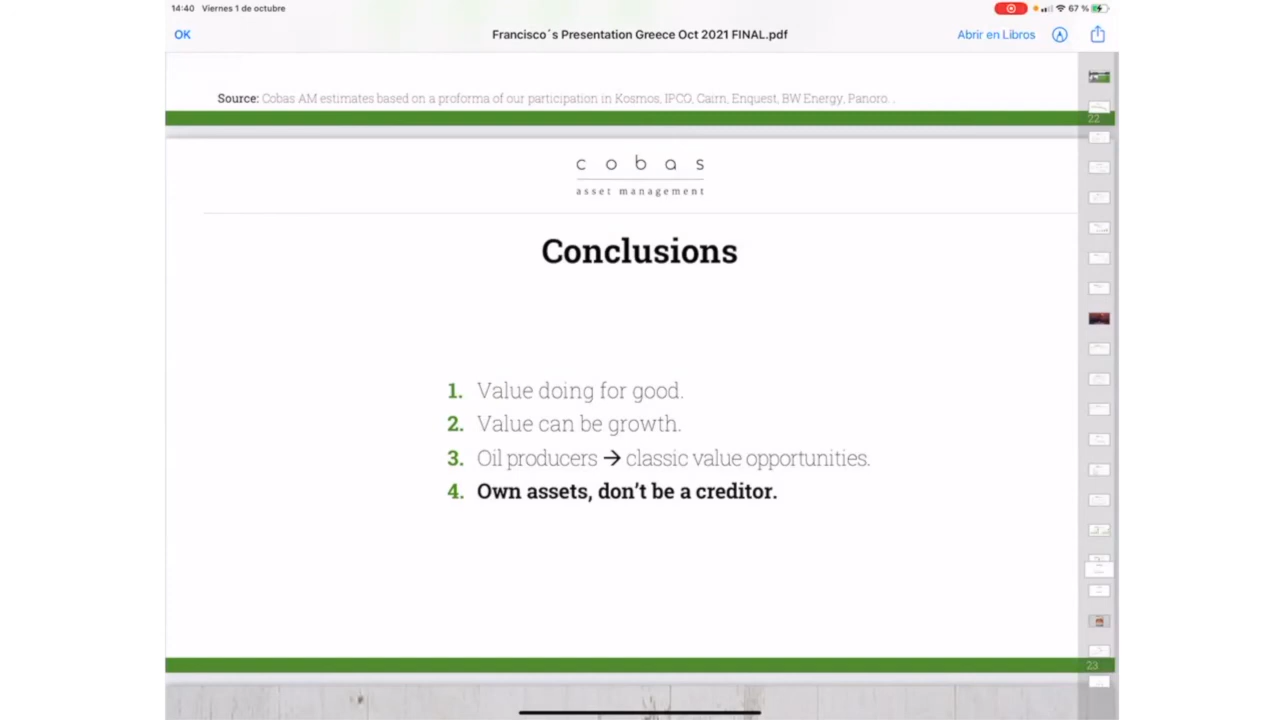 14:40 Viernes 1 de octubre
67 %
OK
Francisco´s Presentation Greece Oct 2021 FINAL.pdf
Abrir en Libros
Source: Cobas AM estimates based on a proforma of our participation in Kosmos, IPCO, Cairn, Enquest, BW Energy, Panoro. .
22
cobas
asset management
Conclusions
1. Value doing for good.
2. Value can be growth.
3. Oil producers → classic value opportunities.
4. Own assets, don’t be a creditor.
23